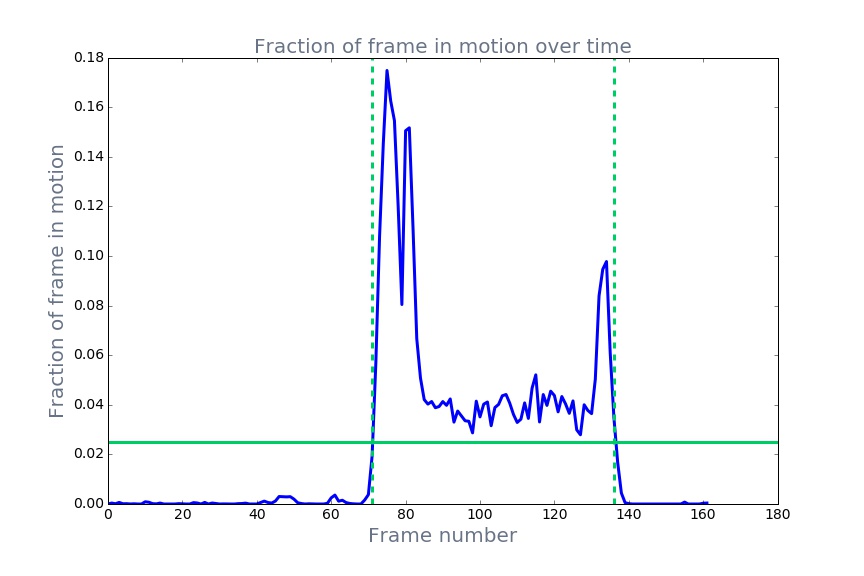 Fraction of frame in motion over time
Fraction of frame in motion
0.18
0.16
0.14
0.12
0.10
0.08
0.06
0.04
0.02
0.00
0 20 40 60 80 100 120 140 160 180
Frame number